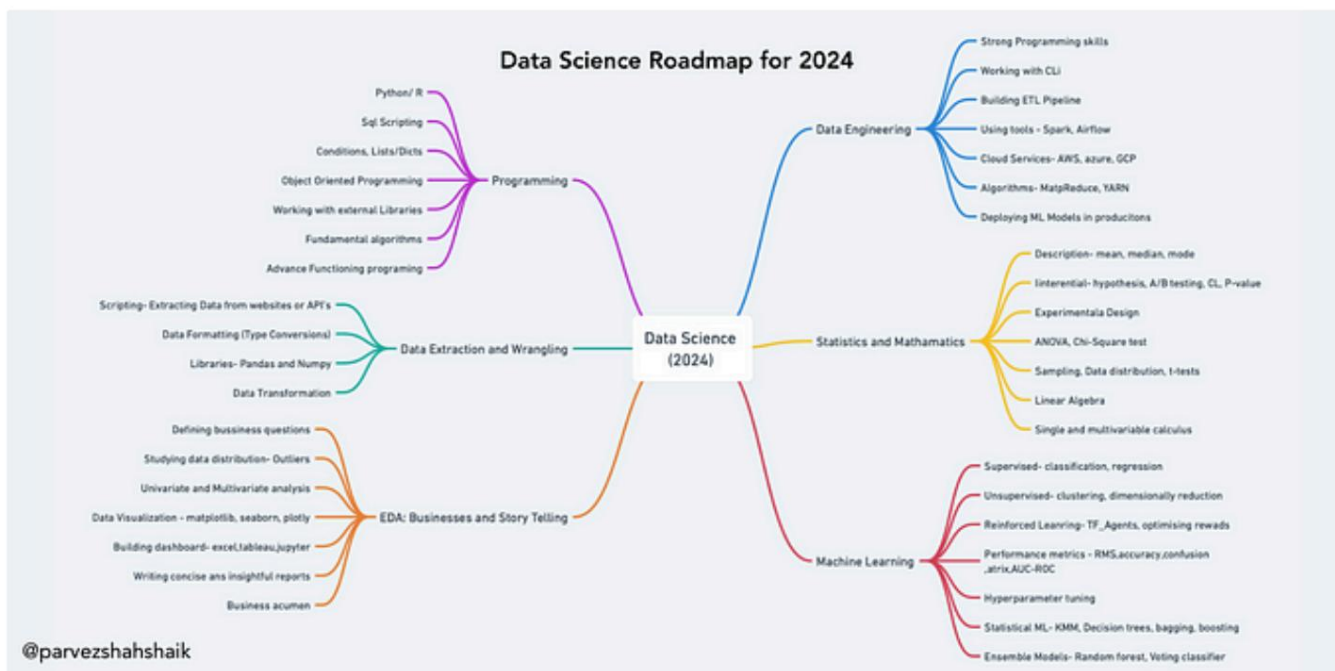 Data Science Roadmap for 2024
Python/ R
Sql Scripting
Conditions, Lists/Dicts
Object Oriented Programming
Working with external Libraries
Fundamental algorithms
Advance Functioning programing
Programming
Scripting- Extracting Data from websites or API's
Data Formatting (Type Conversions)
Libraries- Pandas and Numpy
Data Transformation
Data Extraction and Wrangling
Defining bussiness questions
Studying data distribution- Outliers
Univariate and Multivariate analysis
Data Visualization - matplotlib, seaborn, plotly
Building dashboard- excel,tableau,jupyter
Writing concise ans insightful reports
Business acumen
EDA: Businesses and Story Telling
Data Science
(2024)
Data Engineering
Strong Programming skills
Working with CLi
Building ETL Pipeline
Using tools - Spark, Airflow
Cloud Services- AWS, azure, GCP
Algorithms- MatpReduce, YARN
Deploying ML Models in producitons
Statistics and Mathamatics
Description- mean, median, mode
Iinterential- hypothesis, A/B testing, CL, P-value
Experimentala Design
ANOVA, Chi-Square test
Sampling, Data distribution, t-tests
Linear Algebra
Single and multivariable calculus
Machine Learning
Supervised- classification, regression
Unsupervised- clustering, dimensionally reduction
Reinforced Leanring- TF_Agents, optimising rewads
Performance metrics - RMS,accuracy,confusion
,atrix,AUC-ROC
Hyperparameter tuning
Statistical ML- KMM, Decision trees, bagging, boosting
Ensemble Models- Random forest, Voting classifier
@parvezshahshaik